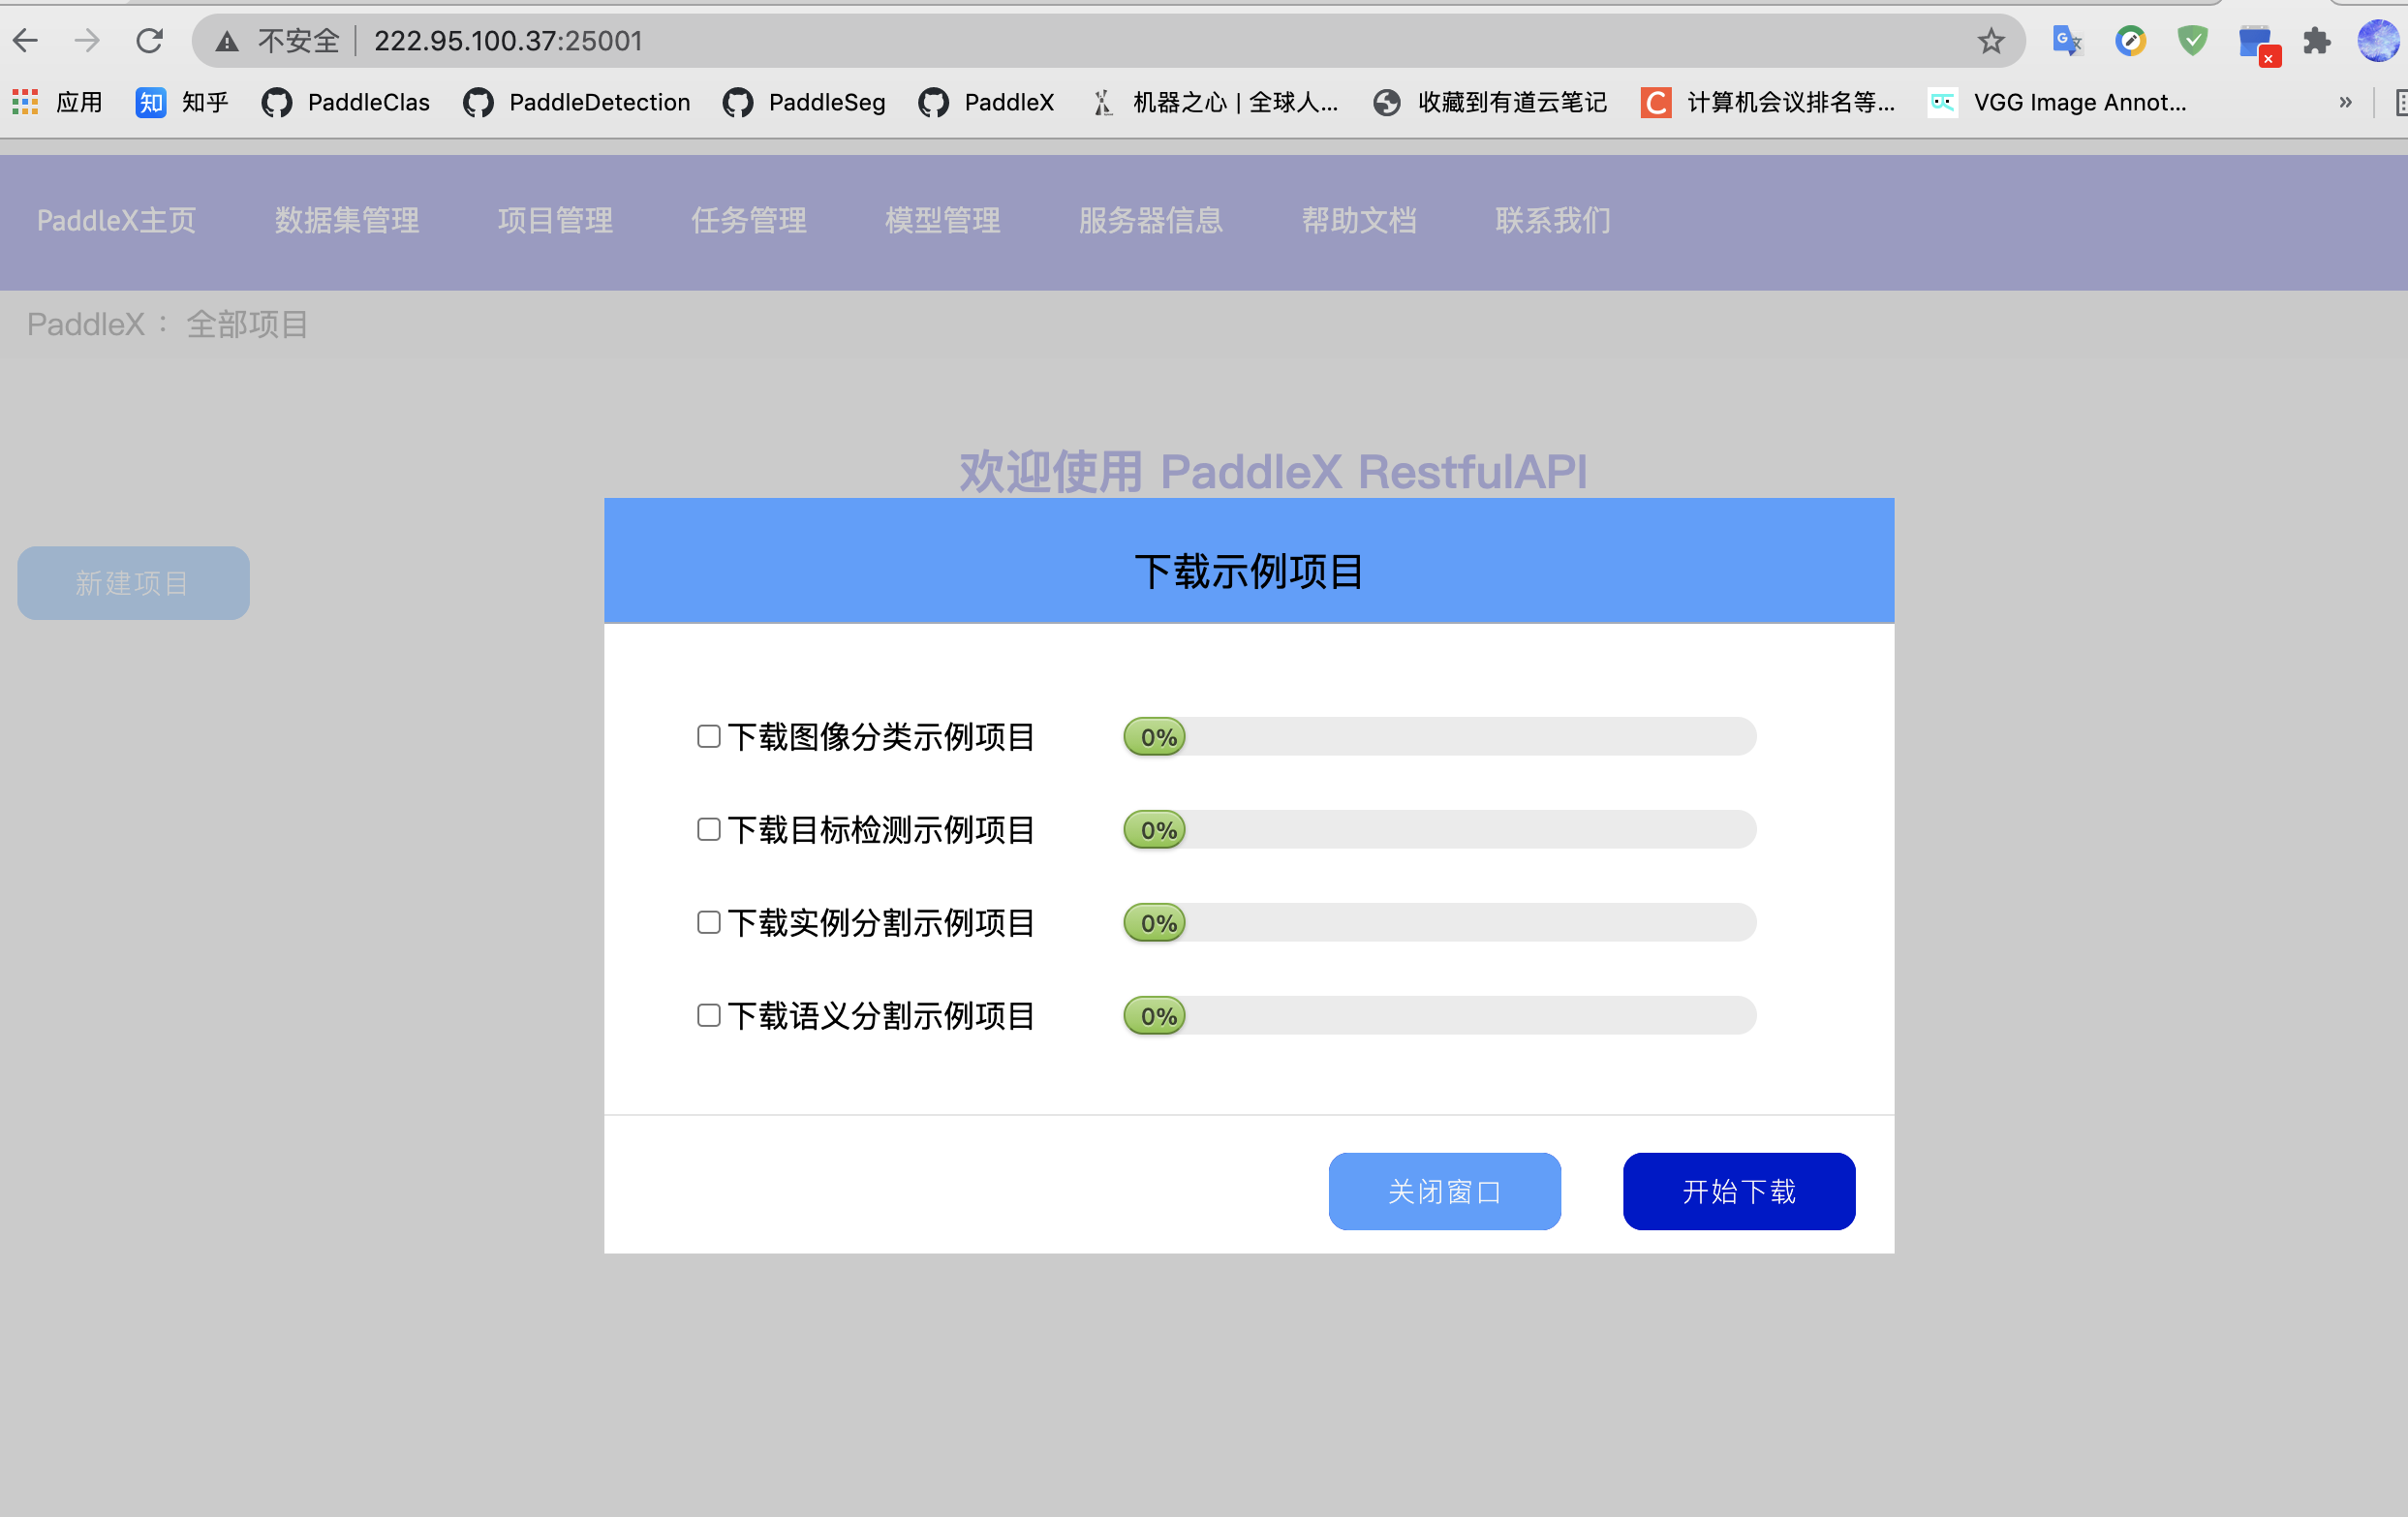 不安全 222.95.100.37:25001
应用 知 知乎 PaddleClas PaddleDetection PaddleSeg PaddleX 机器之心 | 全球人... 收藏到有道云笔记 C 计算机会议排名等... VGG Image Annot... »
PaddleX主页 数据集管理 项目管理 任务管理 模型管理 服务器信息 帮助文档 联系我们
PaddleX : 全部项目
欢迎使用 PaddleX RestfulAPI
新建项目
下载示例项目
下载图像分类示例项目 0%
下载目标检测示例项目 0%
下载实例分割示例项目 0%
下载语义分割示例项目 0%
关闭窗口 开始下载